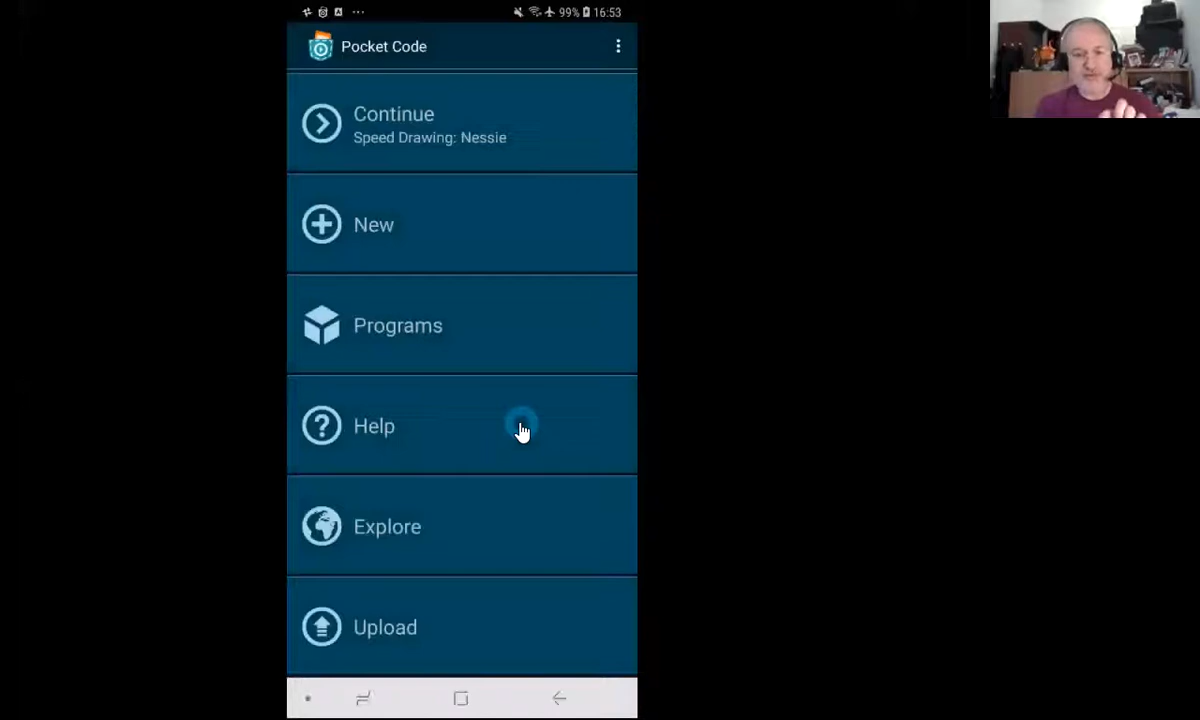 99% 16:53
Pocket Code
Continue
Speed Drawing: Nessie
New
Programs
Help
Explore
Upload